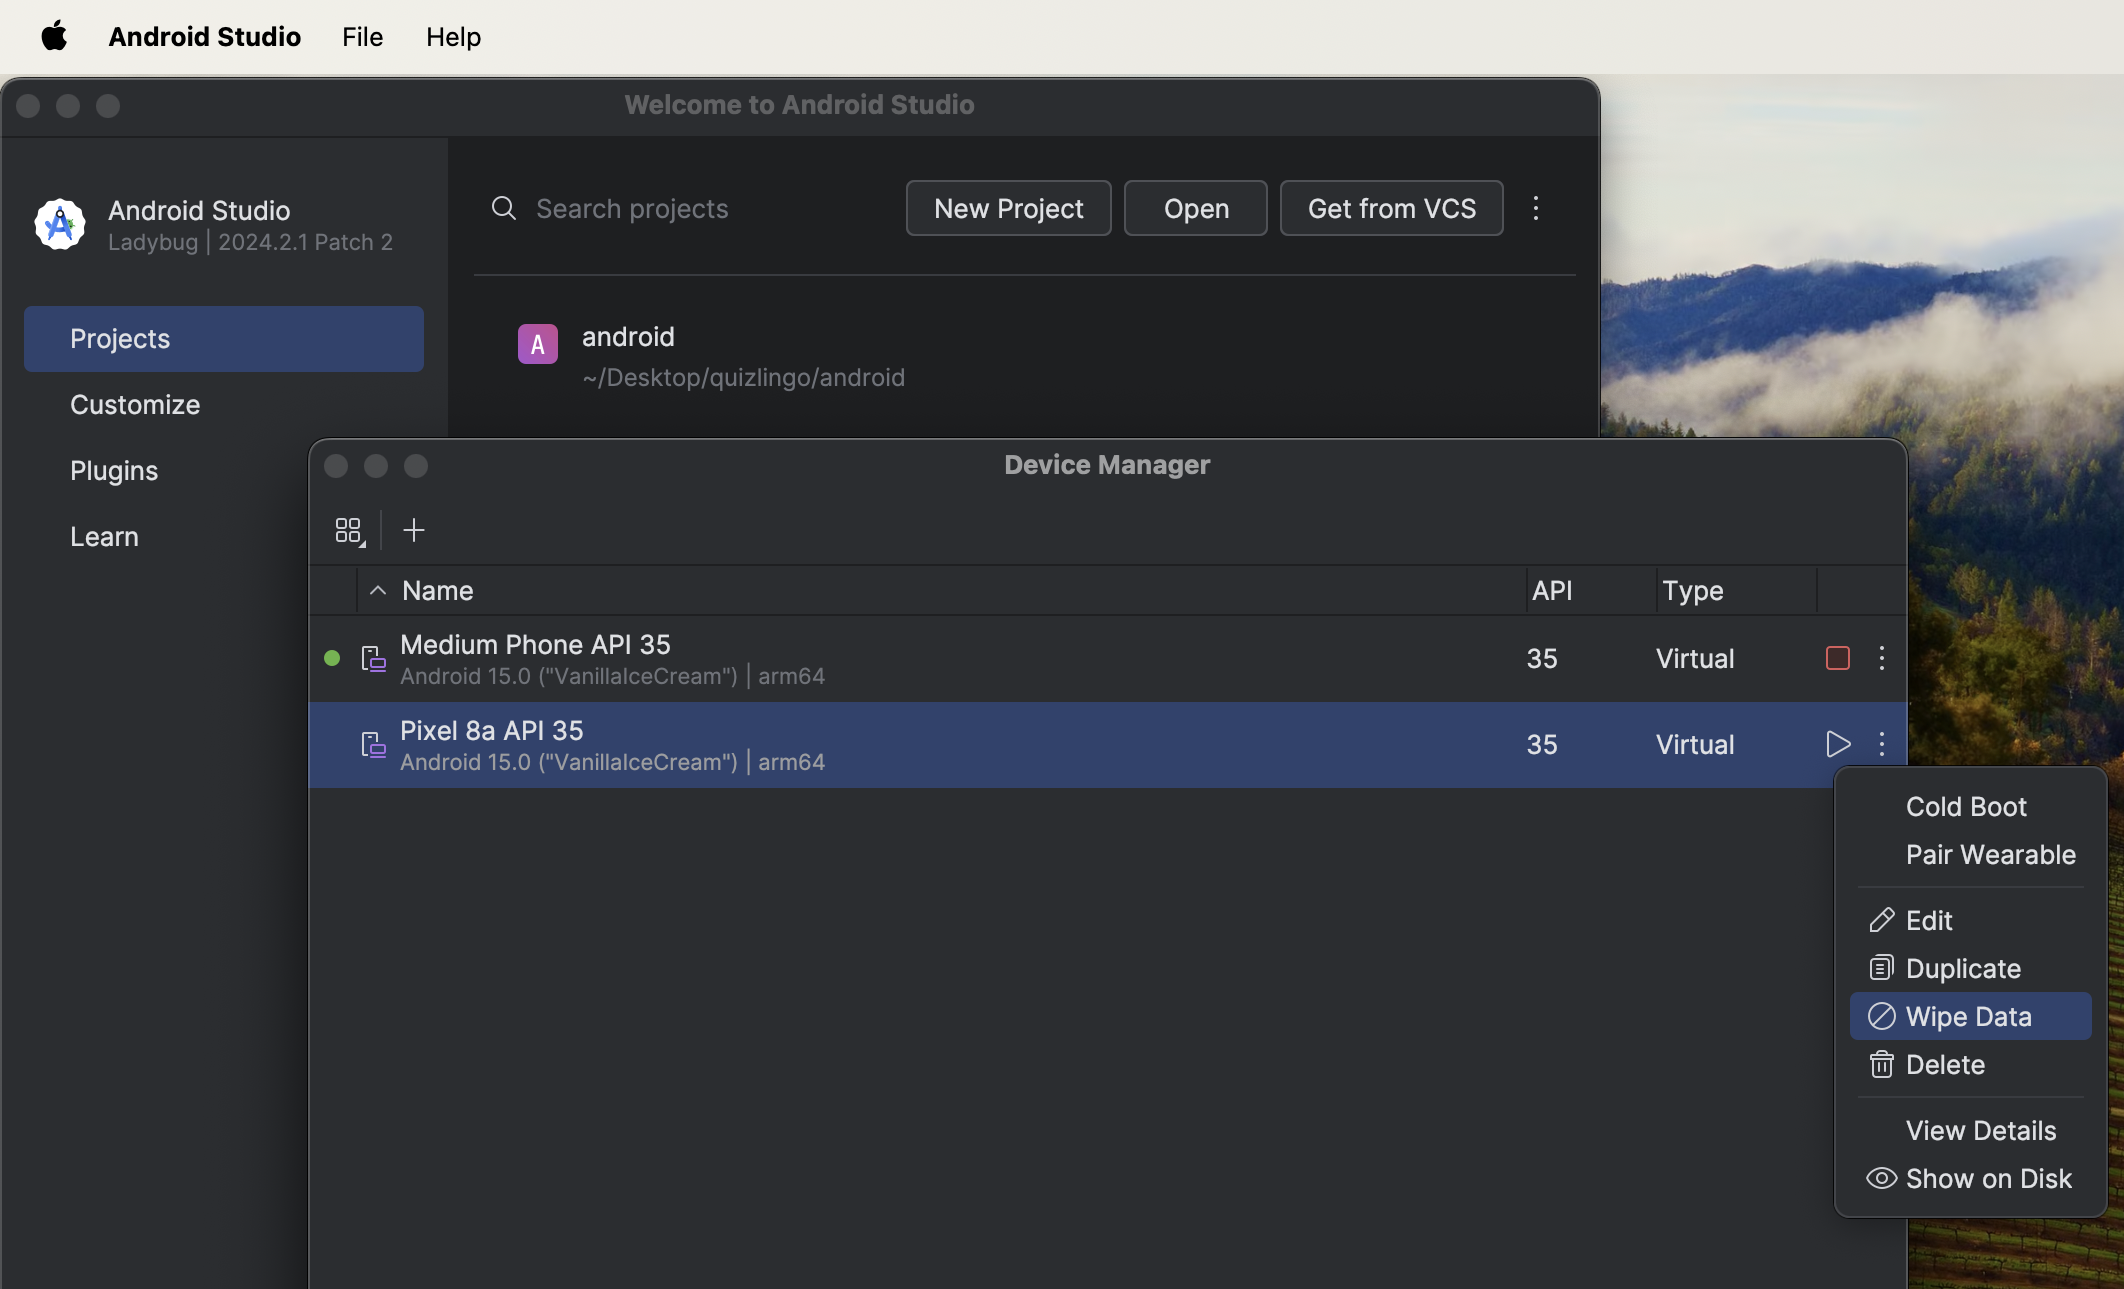 Android Studio File Help
Welcome to Android Studio
Android Studio
Ladybug | 2024.2.1 Patch 2
Search projects New Project Open Get from VCS
Projects
Customize
Plugins
Learn
A android
~/Desktop/quizlingo/android
Device Manager
Name API Type
Medium Phone API 35
Android 15.0 ("VanillaIceCream") | arm64
35 Virtual
Pixel 8a API 35
Android 15.0 ("VanillaIceCream") | arm64
35 Virtual
Cold Boot
Pair Wearable
Edit
Duplicate
Wipe Data
Delete
View Details
Show on Disk